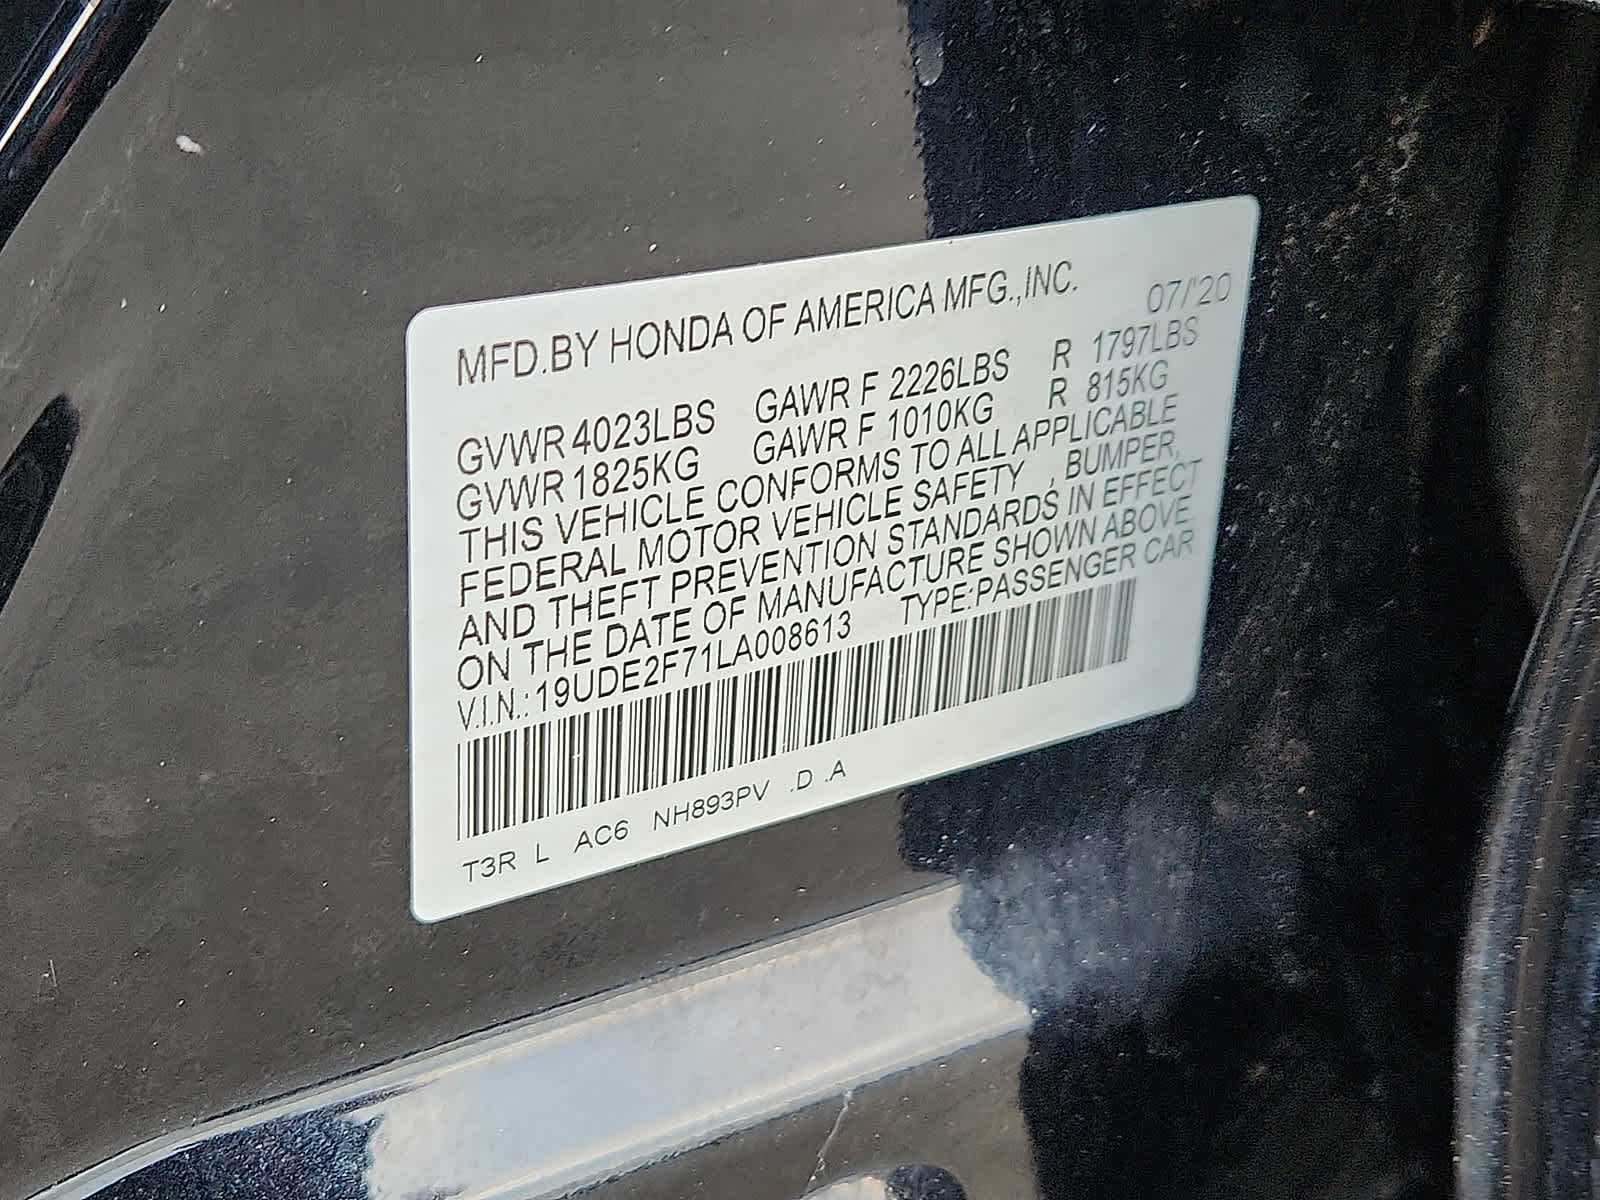 MFD.BY HONDA OF AMERICA MFG.,INC. 07/'20
GVWR 4023LBS GAWR F 2226LBS R 1797LBS
GVWR 1825KG GAWR F 1010KG R 815KG
THIS VEHICLE CONFORMS TO ALL APPLICABLE
FEDERAL MOTOR VEHICLE SAFETY , BUMPER,
AND THEFT PREVENTION STANDARDS IN EFFECT
ON THE DATE OF MANUFACTURE SHOWN ABOVE
V.I.N.: 19UDE2F71LA008613 TYPE:PASSENGER CAR
T3R L AC6 NH893PV .D .A